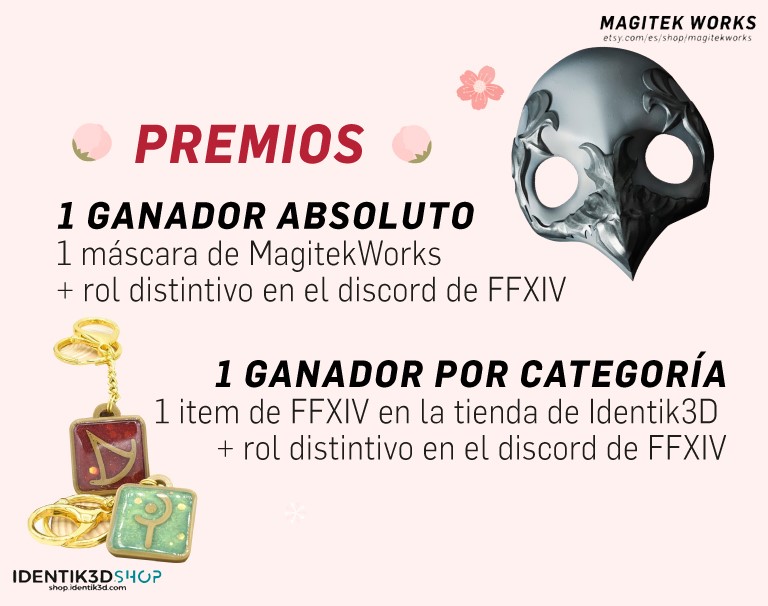 MAGITEK WORKS
etsy.com/es/shop/magitekworks
PREMIOS
1 GANADOR ABSOLUTO
1 máscara de MagitekWorks
+ rol distintivo en el discord de FFXIV
1 GANADOR POR CATEGORÍA
1 item de FFXIV en la tienda de Identik3D
+ rol distintivo en el discord de FFXIV
IDENTIK3DSHOP
shop.identik3d.com